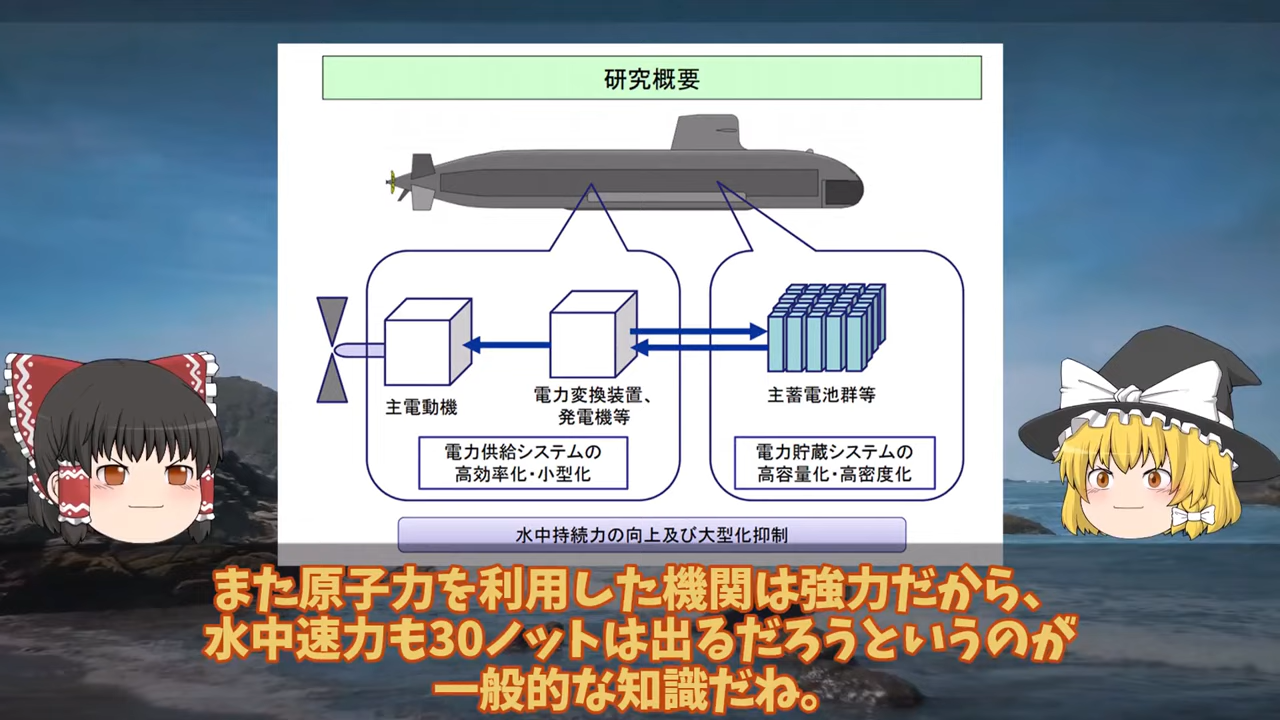 研究概要
主電動機
電力変換装置、
発電機等
主蓄電池群等
電力供給システムの
高効率化・小型化
電力貯蔵システムの
高容量化・高密度化
水中持続力の向上及び大型化抑制
また原子力を利用した機関は強力だから、
水中速力も30ノットは出るだろうというのが
一般的な知識だね。